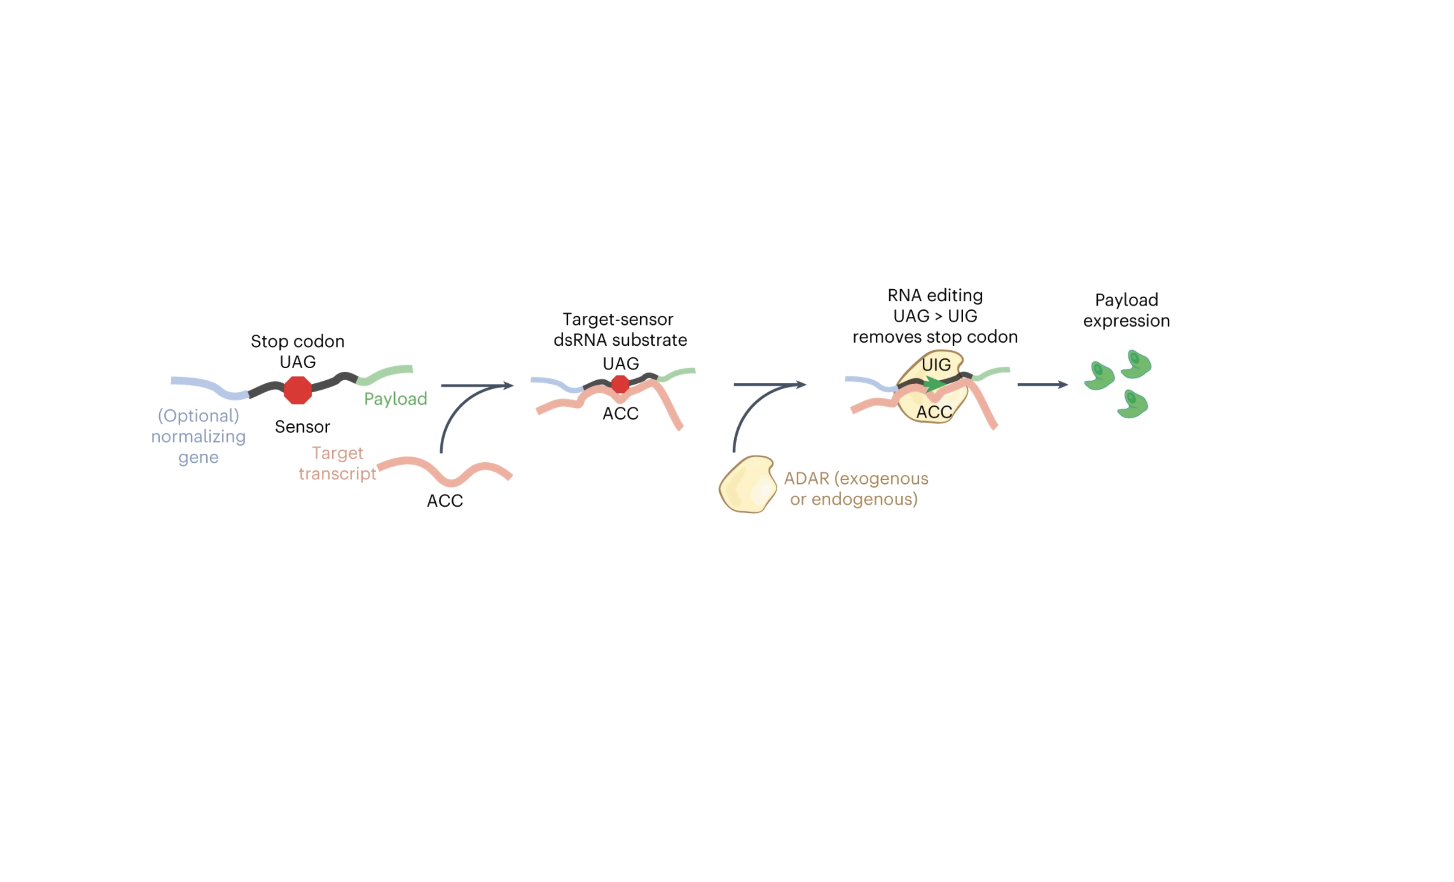 Stop codon
UAG
(Optional)
normalizing
gene
Sensor
Payload
Target
transcript
ACC
Target-sensor
dsRNA substrate
UAG
ACC
ADAR (exogenous
or endogenous)
RNA editing
UAG > UIG
removes stop codon
UIG
ACC
Payload
expression